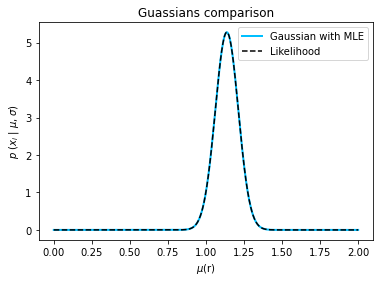 Guassians comparison
Gaussian with MLE
Likelihood
p (xᵢ | μ, σ)
5
4
3
2
1
0
0.00 0.25 0.50 0.75 1.00 1.25 1.50 1.75 2.00
μ(r)